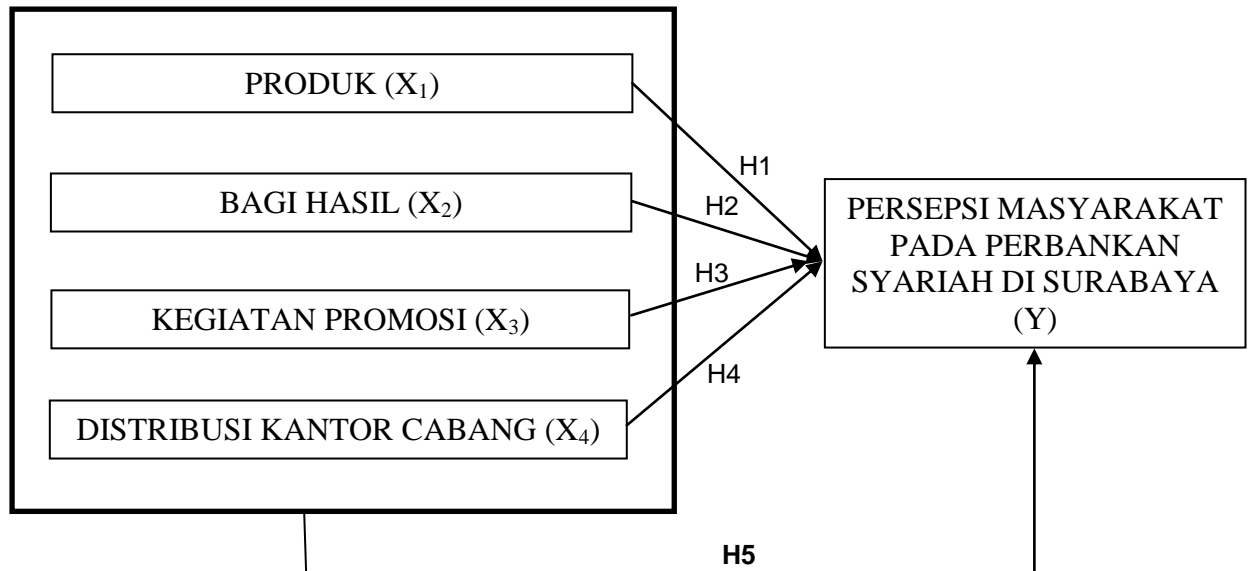 PRODUK (X₁)
BAGI HASIL (X₂)
KEGIATAN PROMOSI (X₃)
DISTRIBUSI KANTOR CABANG (X₄)
H1
H2
H3
H4
PERSEPSI MASYARAKAT
PADA PERBANKAN
SYARIAH DI SURABAYA
(Y)
H5